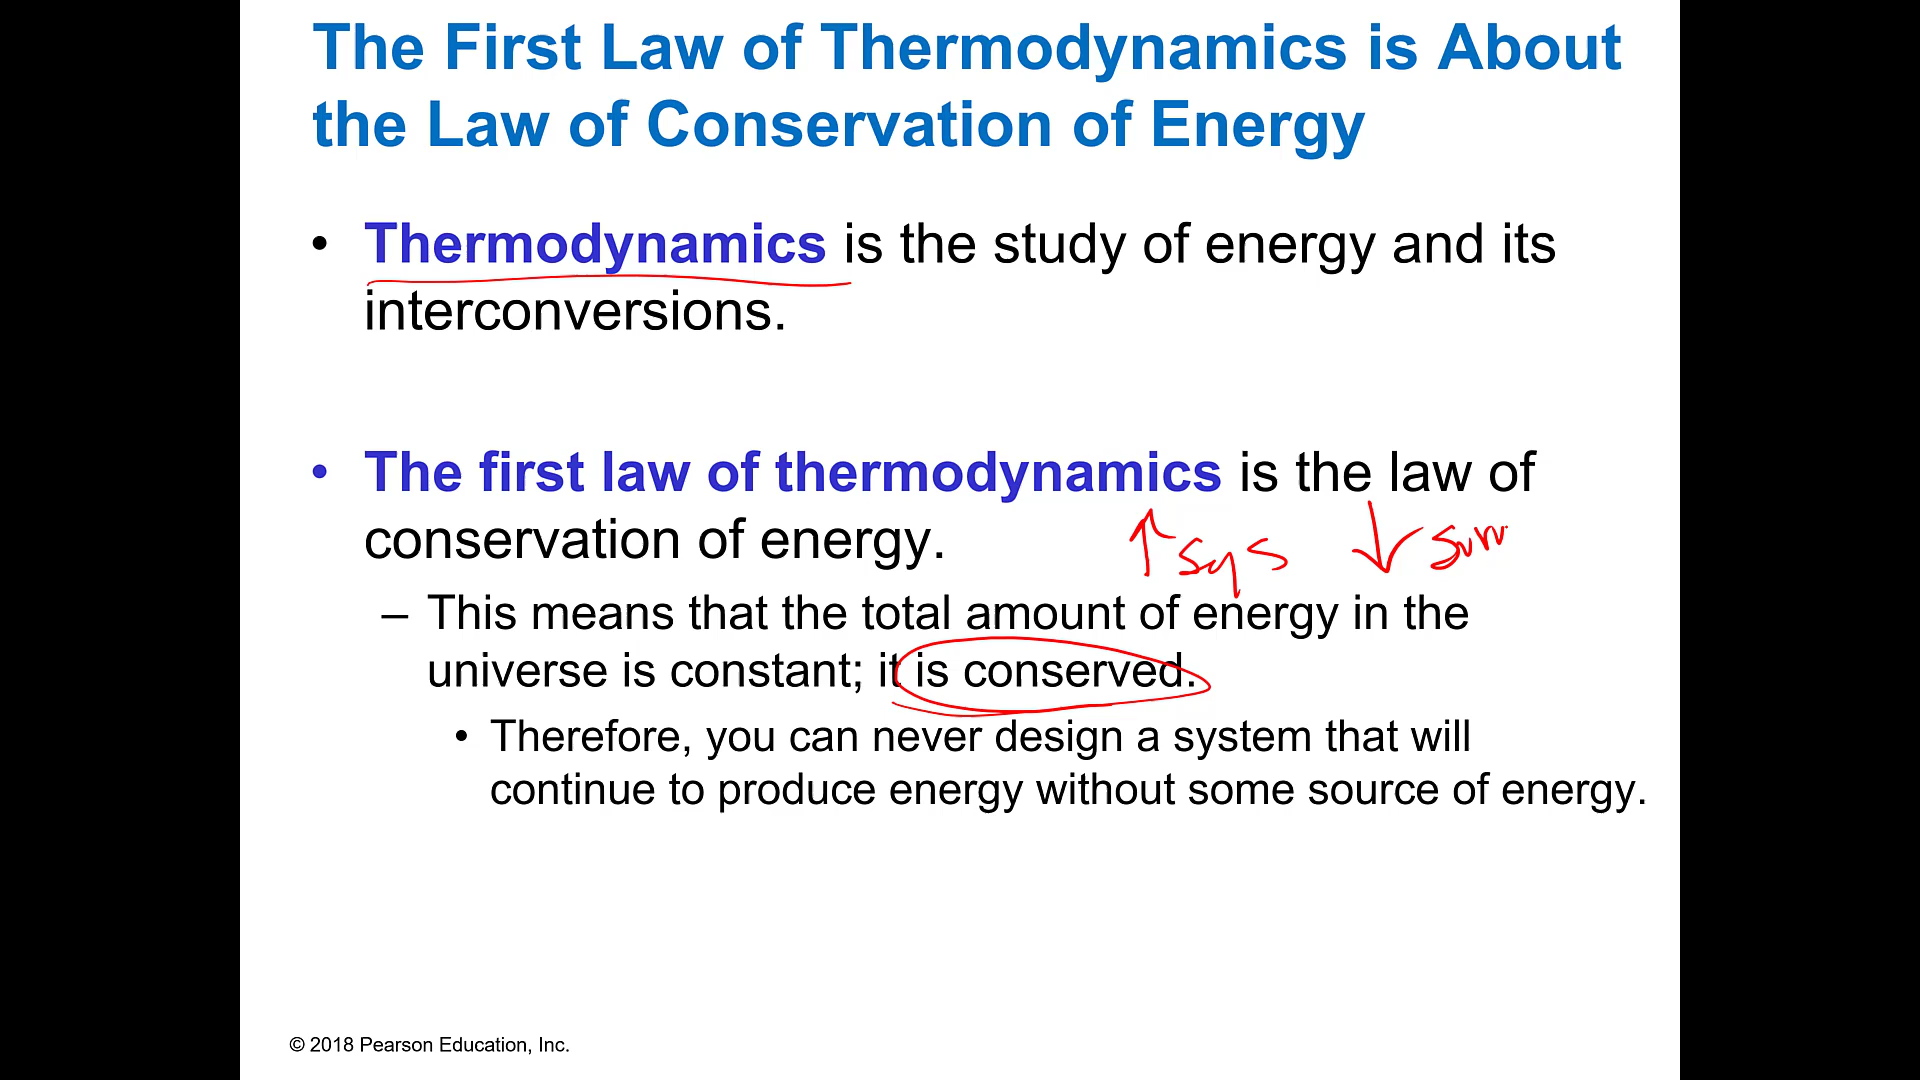 The First Law of Thermodynamics is About
the Law of Conservation of Energy
• Thermodynamics is the study of energy and its
interconversions.
• The first law of thermodynamics is the law of
conservation of energy.
↑ sys ↓ surr
– This means that the total amount of energy in the
universe is constant; it is conserved.
• Therefore, you can never design a system that will
continue to produce energy without some source of energy.
© 2018 Pearson Education, Inc.